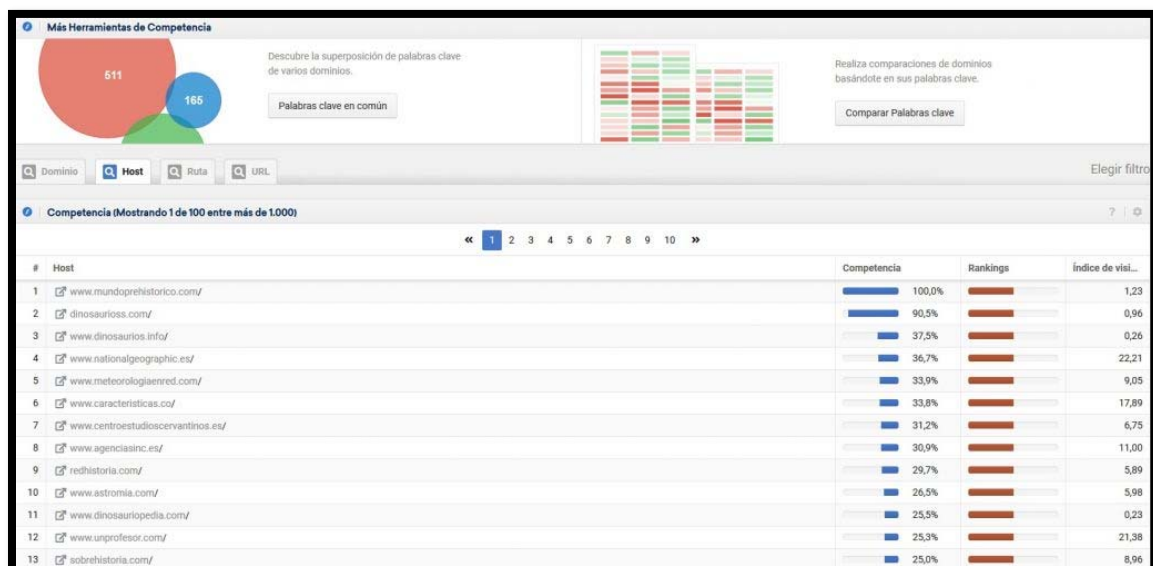 Más Herramientas de Competencia
511
165
Descubre la superposición de palabras clave
de varios dominios.
Palabras clave en común
Realiza comparaciones de dominios
basándote en sus palabras clave.
Comparar Palabras clave
Dominio Host Ruta URL Elegir filtro
Competencia (Mostrando 1 de 100 entre más de 1.000) ?
« 1 2 3 4 5 6 7 8 9 10 »
# Host Competencia Rankings Índice de visi...
1 www.mundoprehistorico.com/ 100,0% 1,23
2 dinosaurioss.com/ 90,5% 0,96
3 www.dinosaurios.info/ 37,5% 0,26
4 www.nationalgeographic.es/ 36,7% 22,21
5 www.meteorologiaenred.com/ 33,9% 9,05
6 www.caracteristicas.co/ 33,8% 17,89
7 www.centroestudioscervantinos.es/ 31,2% 6,75
8 www.agenciasinc.es/ 30,9% 11,00
9 redhistoria.com/ 29,7% 5,89
10 www.astromia.com/ 26,5% 5,98
11 www.dinosauriopedia.com/ 25,5% 0,23
12 www.unprofesor.com/ 25,3% 21,38
13 sobrehistoria.com/ 25,0% 8,96